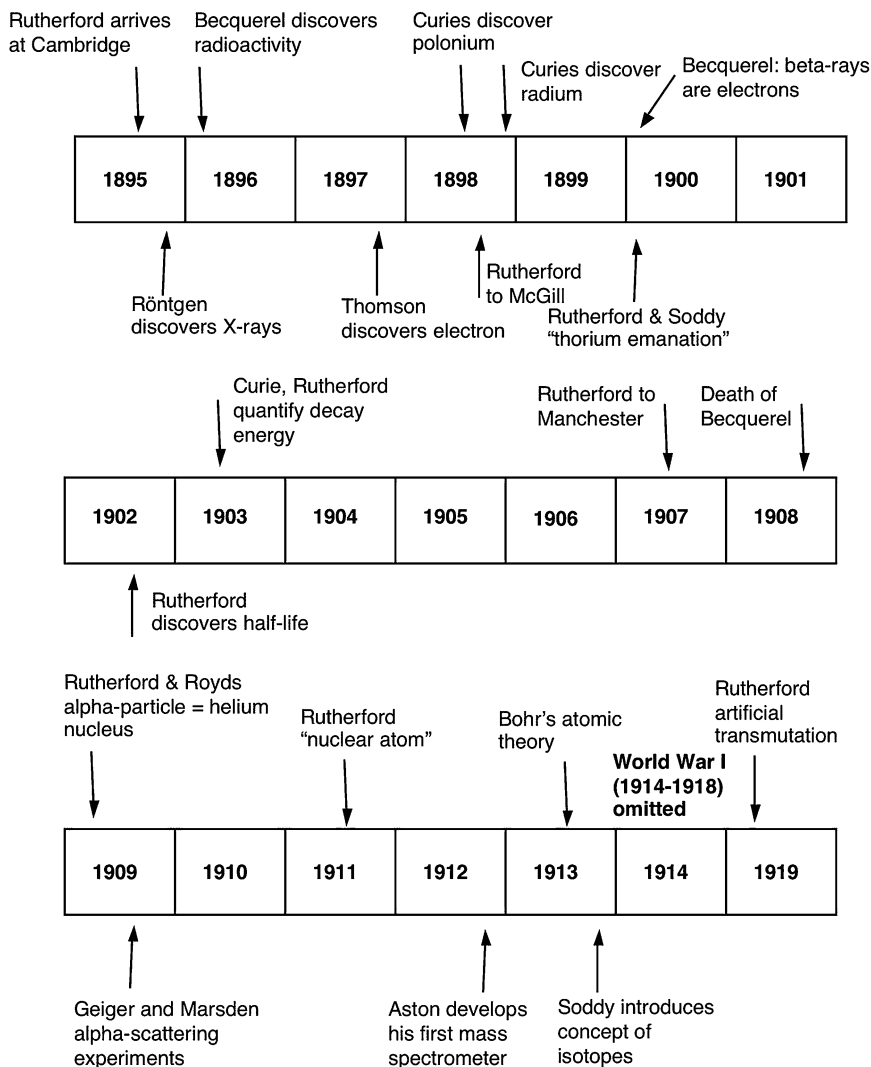 Rutherford arrives
at Cambridge
Becquerel discovers
radioactivity
Curies discover
polonium
Curies discover
radium
Becquerel: beta-rays
are electrons
1895 1896 1897 1898 1899 1900 1901
Röntgen
discovers X-rays
Thomson
discovers electron
Rutherford
to McGill
Rutherford & Soddy
“thorium emanation”
Curie, Rutherford
quantify decay
energy
Rutherford to
Manchester
Death of
Becquerel
1902 1903 1904 1905 1906 1907 1908
Rutherford
discovers half-life
Rutherford & Royds
alpha-particle = helium
nucleus
Rutherford
“nuclear atom”
Bohr’s atomic
theory
World War I
(1914-1918)
omitted
Rutherford
artificial
transmutation
1909 1910 1911 1912 1913 1914 1919
Geiger and Marsden
alpha-scattering
experiments
Aston develops
his first mass
spectrometer
Soddy introduces
concept of
isotopes